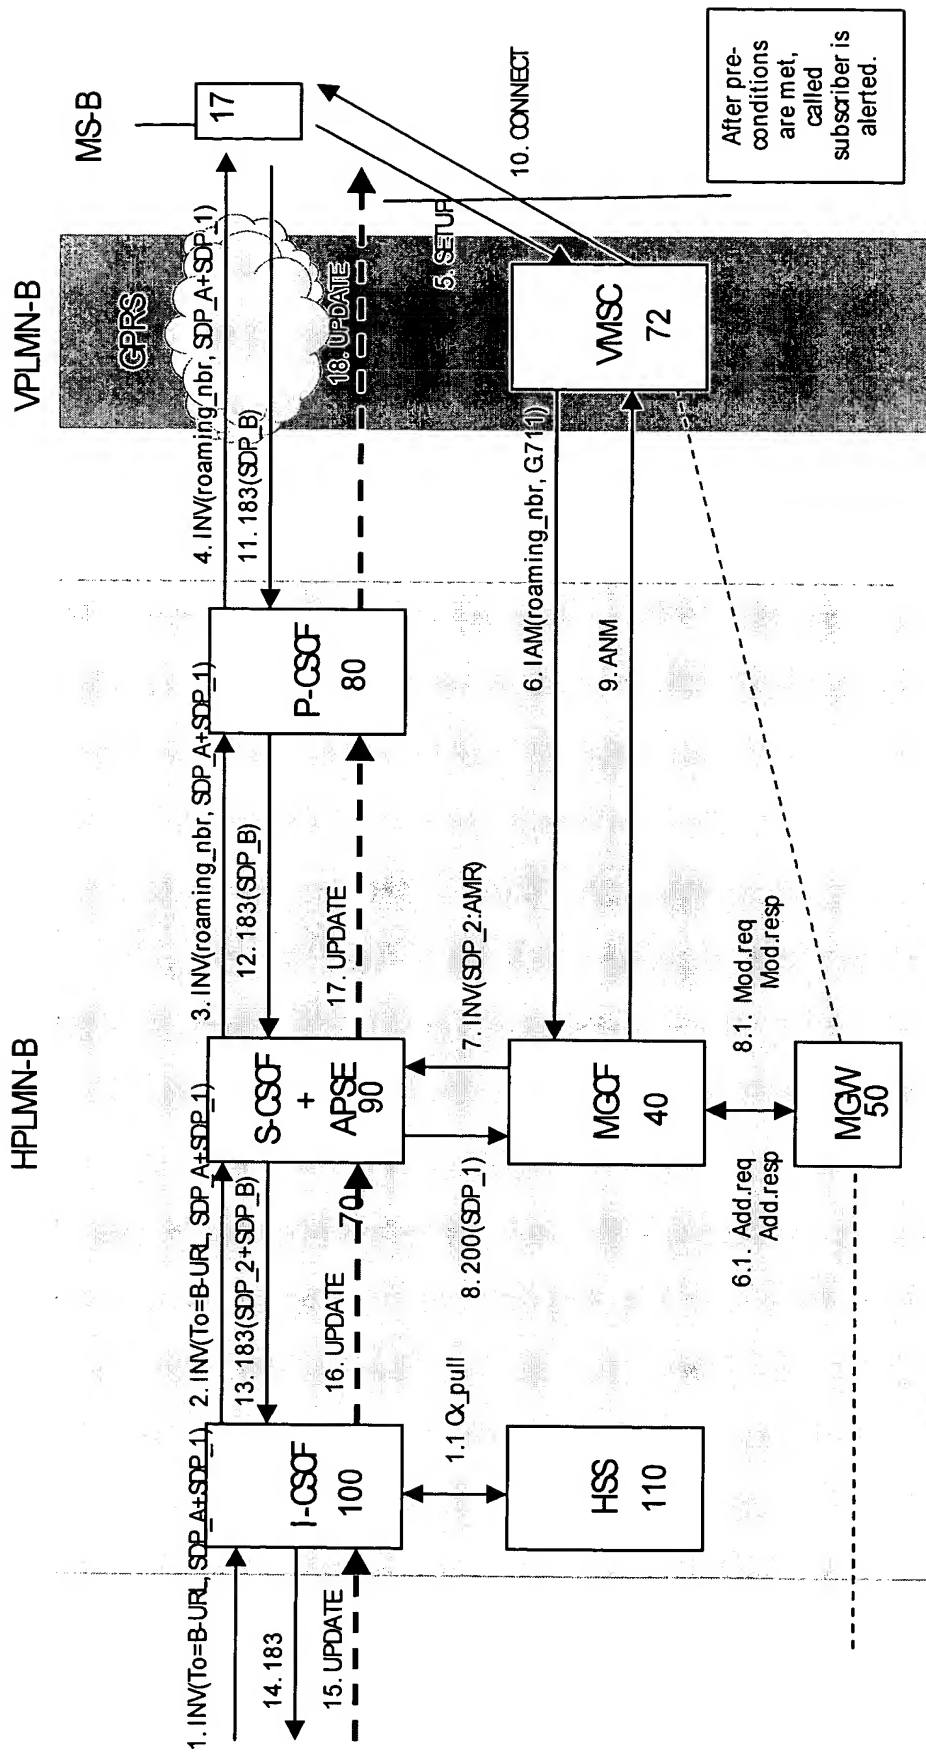 HPLMN-B
VPLMN-B
MS-B
1. INV(To=B-URL, SDP_A+SDP_1)
14. 183
15. UPDATE
I-CSCF
100
1.1 Cx_pull
HSS
110
2. INV(To=B-URL, SDP_A+SDP_1)
13. 183(SDP_2+SDP_B)
16. UPDATE
70
S-CSCF
+
APSE
90
8. 200(SDP_1)
7. INV(SDP_2:AMR)
MGCF
40
6.1. Add.req
Add.resp
8.1. Mod.req
Mod.resp
MGW
50
3. INV(roaming_nbr, SDP_A+SDP_1)
12. 183(SDP_B)
17. UPDATE
P-CSCF
80
4. INV(roaming_nbr, SDP_A+SDP_1)
11. 183(SDP_B)
GPRS
18. UPDATE
17
5. SETUP
10. CONNECT
6. IAM(roaming_nbr, G711)
9. ANM
VMSC
72
After pre-
conditions
are met,
called
subscriber is
alerted.